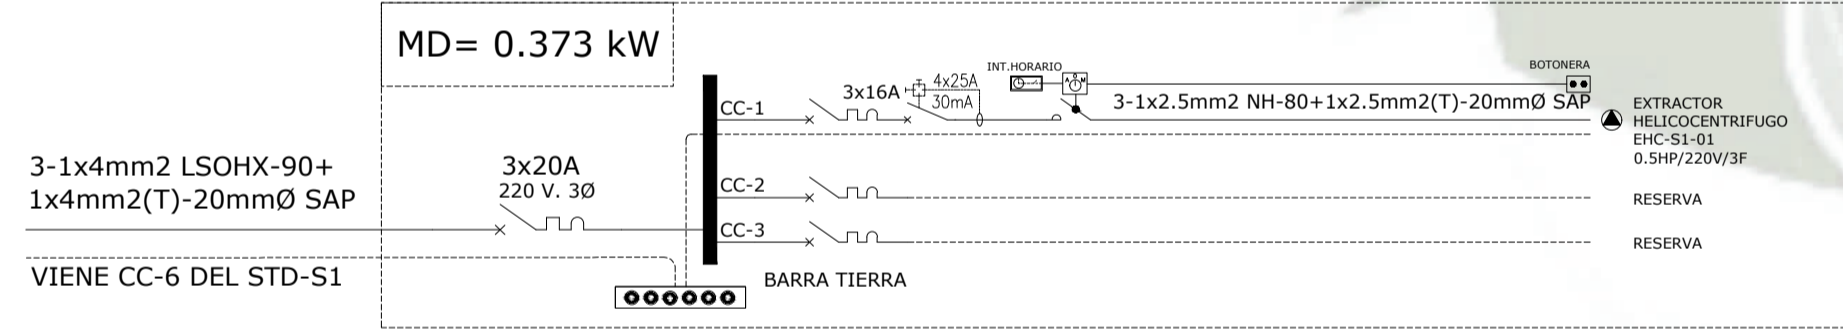 MD= 0.373 kW
3-1x4mm2 LSOHX-90+
1x4mm2(T)-20mmØ SAP
VIENE CC-6 DEL STD-S1
3x20A
220 V. 3Ø
CC-1
3x16A
4x25A
30mA
INT.HORARIO
A O M
BOTONERA
3-1x2.5mm2 NH-80+1x2.5mm2(T)-20mmØ SAP
EXTRACTOR
HELICOCENTRIFUGO
EHC-S1-01
0.5HP/220V/3F
CC-2
RESERVA
CC-3
RESERVA
BARRA TIERRA